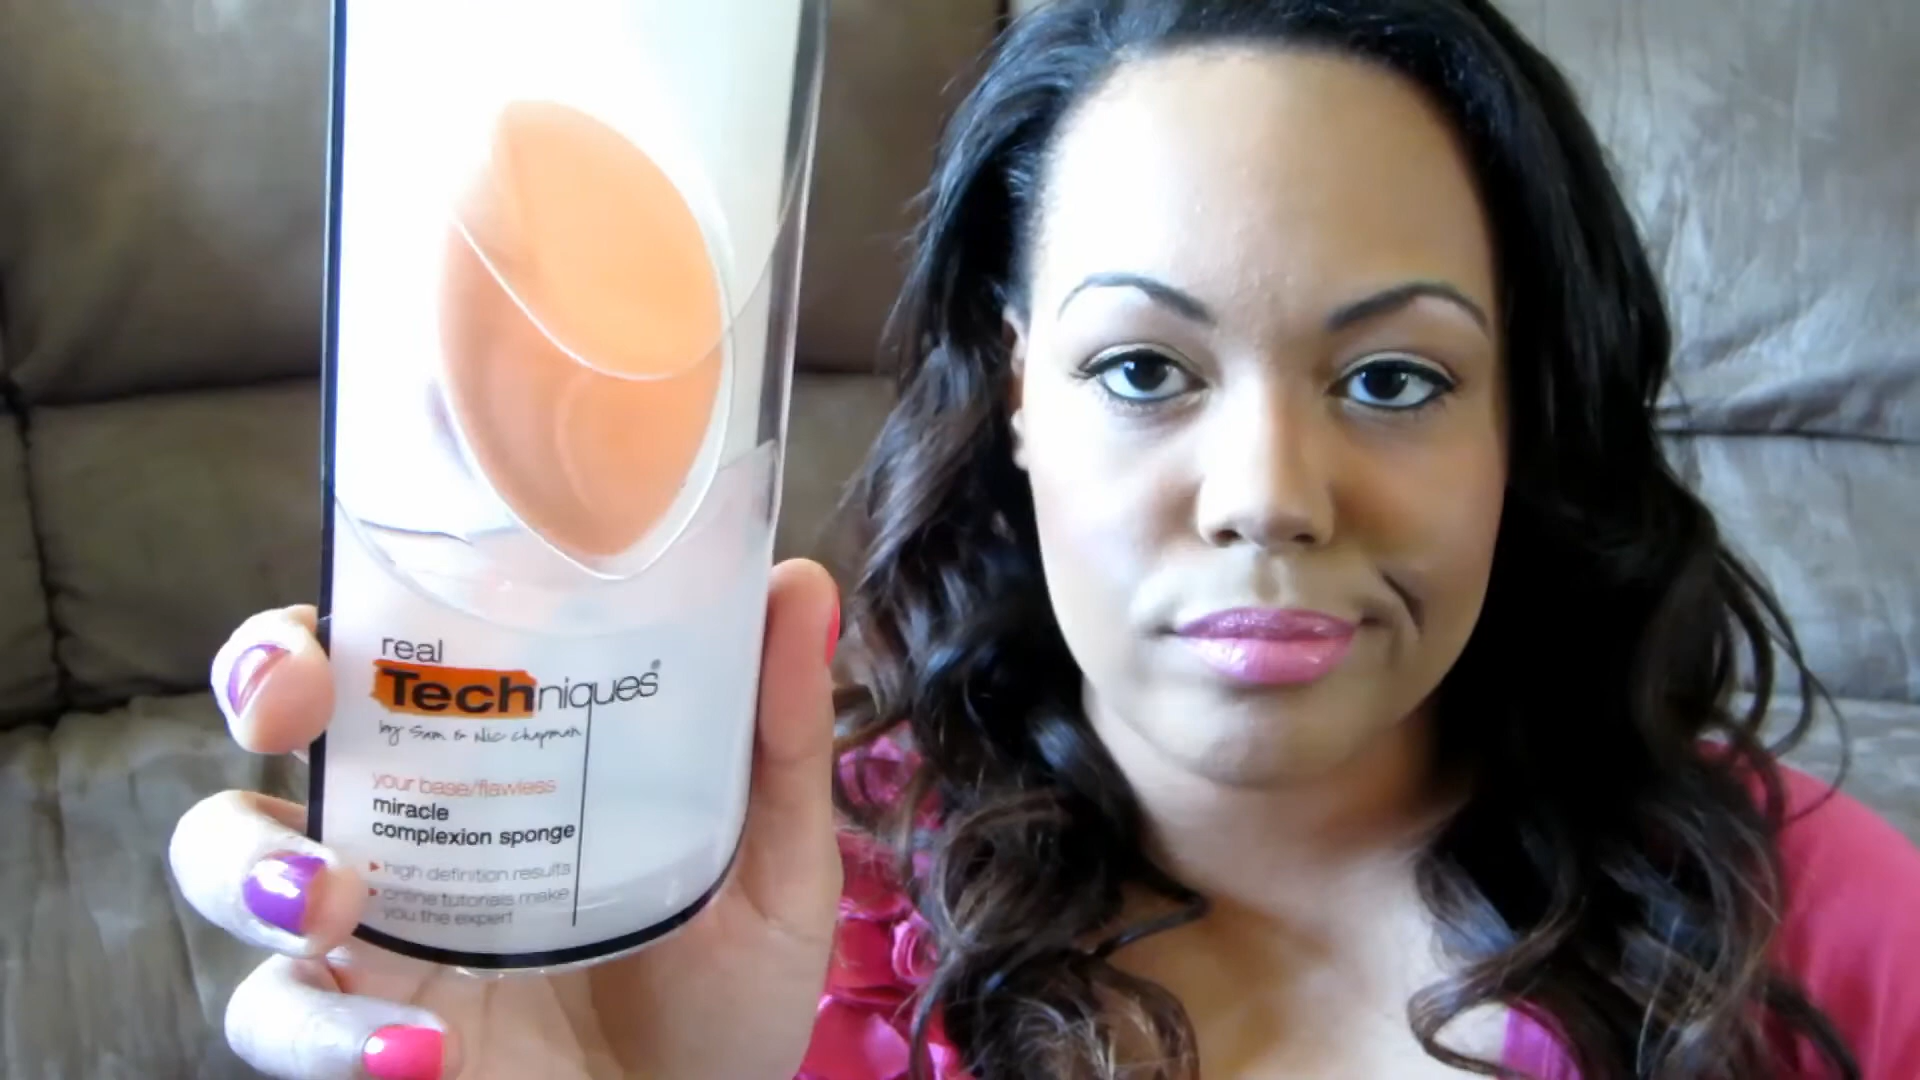 real
Techniques®
by Sam & Nic Chapman
your base/flawless
miracle
complexion sponge
▸ high definition results
▸ online tutorials make
you the expert